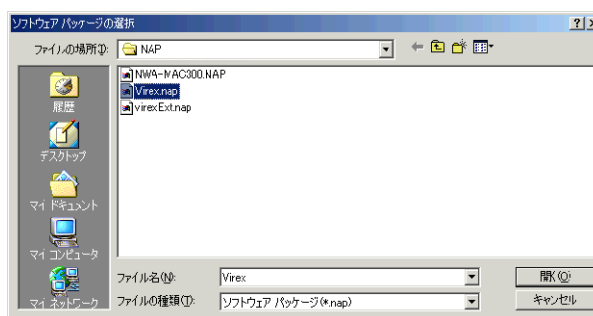 ソフトウェア パッケージの選択
ファイルの場所(I):
NAP
NWA-MAC300.NAP
Virex.nap
virexExt.nap
履歴
デスクトップ
マイ ドキュメント
マイ コンピュータ
マイ ネットワーク
ファイル名(N):
Virex
開く(O)
ファイルの種類(T):
ソフトウェア パッケージ(*.nap)
キャンセル